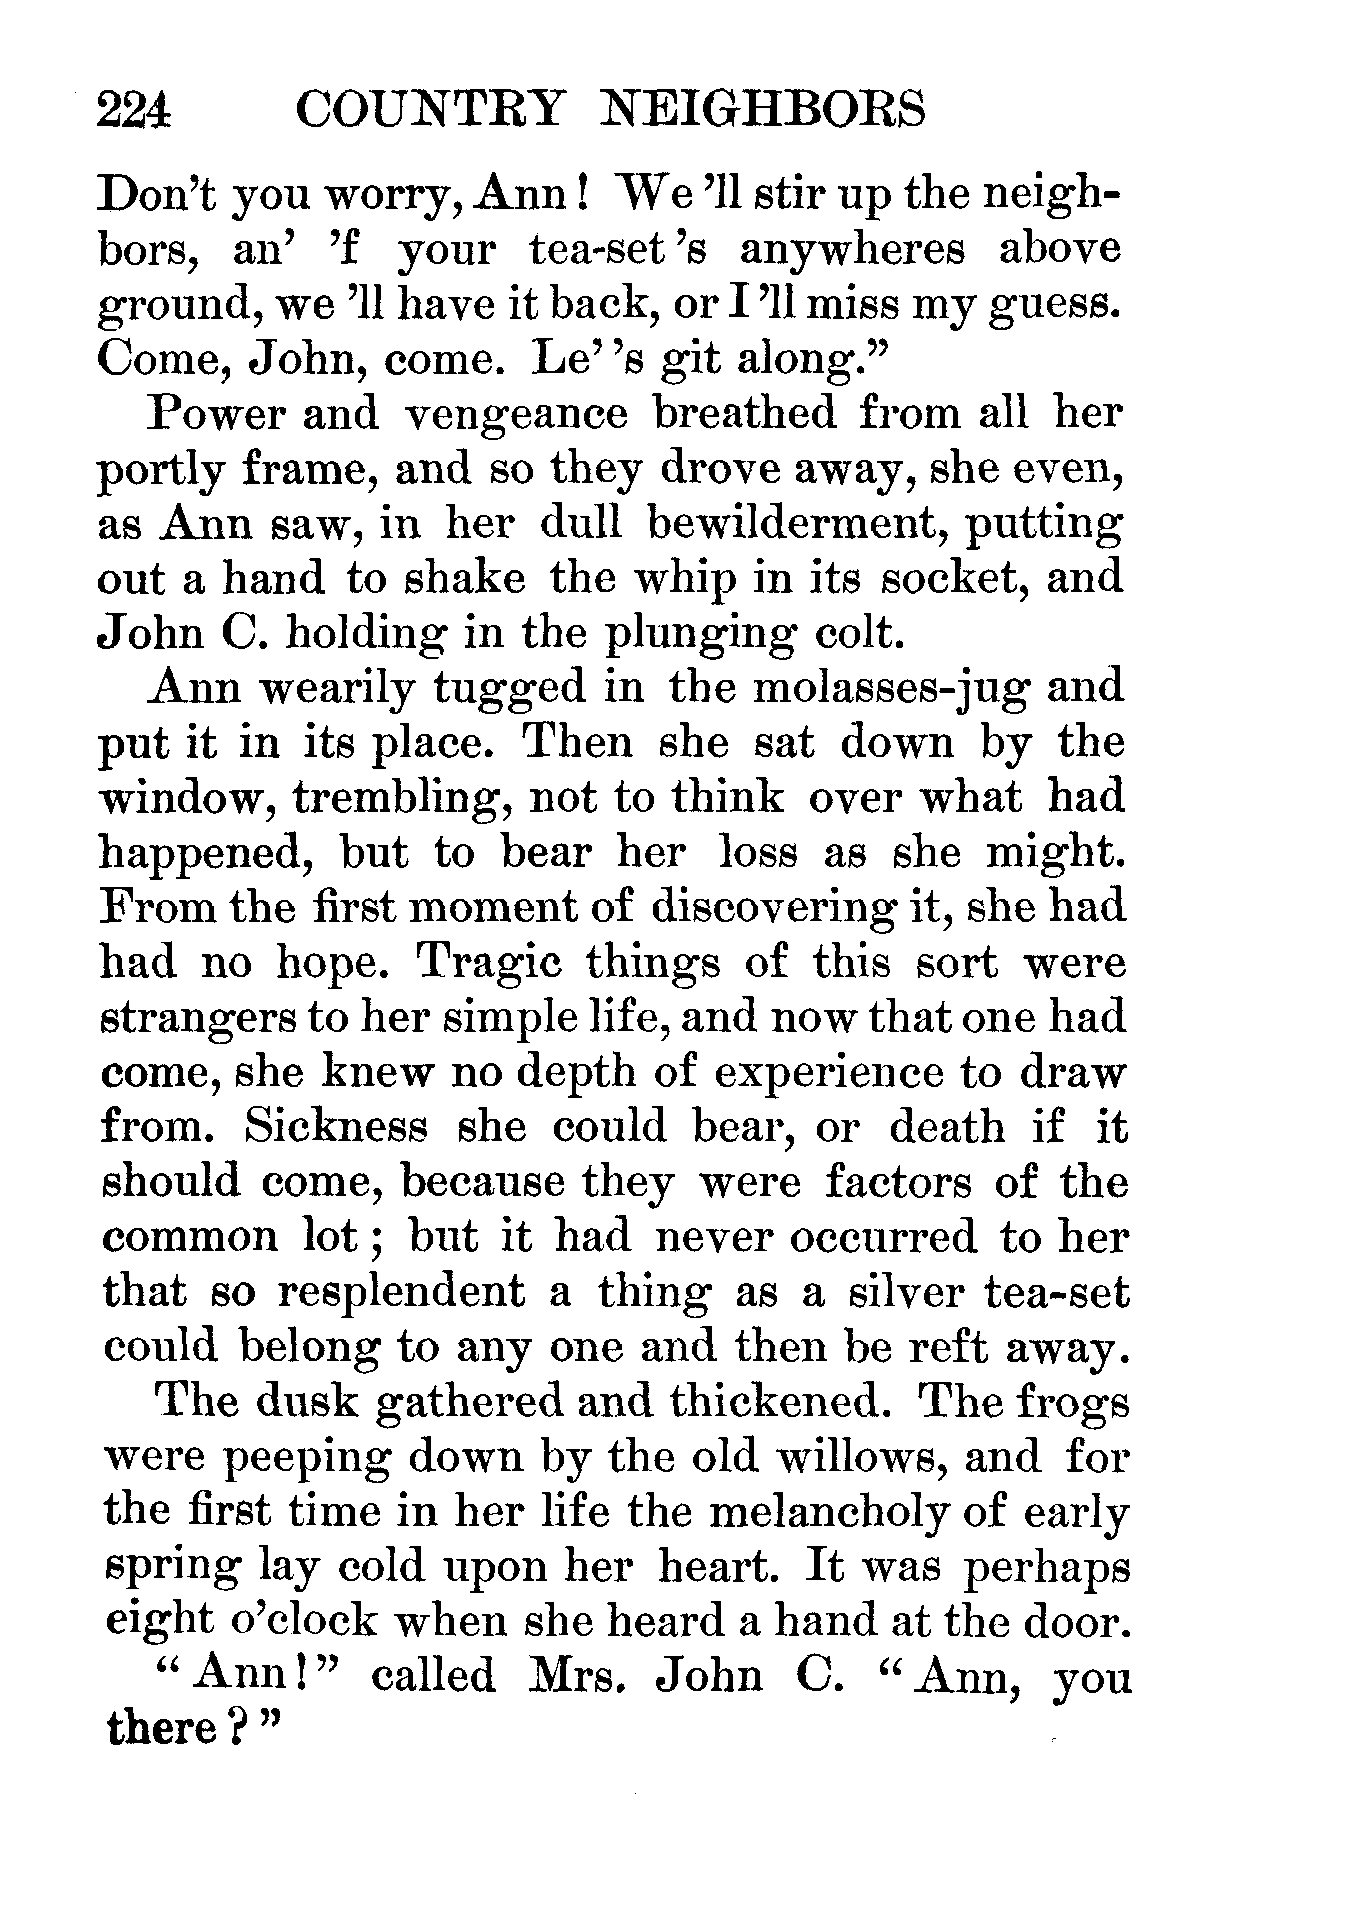 224 COUNTRY NEIGHBORS
Don't you worry, Ann! We 'll stir up the neigh-
bors, an' 'f your tea-set 's anywheres above
ground, we 'll have it back, or I 'll miss my guess.
Come, John, come. Le' 's git along."
Power and vengeance breathed from all her
portly frame, and so they drove away, she even,
as Ann saw, in her dull bewilderment, putting
out a hand to shake the whip in its socket, and
John C. holding in the plunging colt.
Ann wearily tugged in the molasses-jug and
put it in its place. Then she sat down by the
window, trembling, not to think over what had
happened, but to bear her loss as she might.
From the first moment of discovering it, she had
had no hope. Tragic things of this sort were
strangers to her simple life, and now that one had
come, she knew no depth of experience to draw
from. Sickness she could bear, or death if it
should come, because they were factors of the
common lot; but it had never occurred to her
that so resplendent a thing as a silver tea-set
could belong to any one and then be reft away.
The dusk gathered and thickened. The frogs
were peeping down by the old willows, and for
the first time in her life the melancholy of early
spring lay cold upon her heart. It was perhaps
eight o'clock when she heard a hand at the door.
"Ann!" called Mrs. John C. "Ann, you
there?"